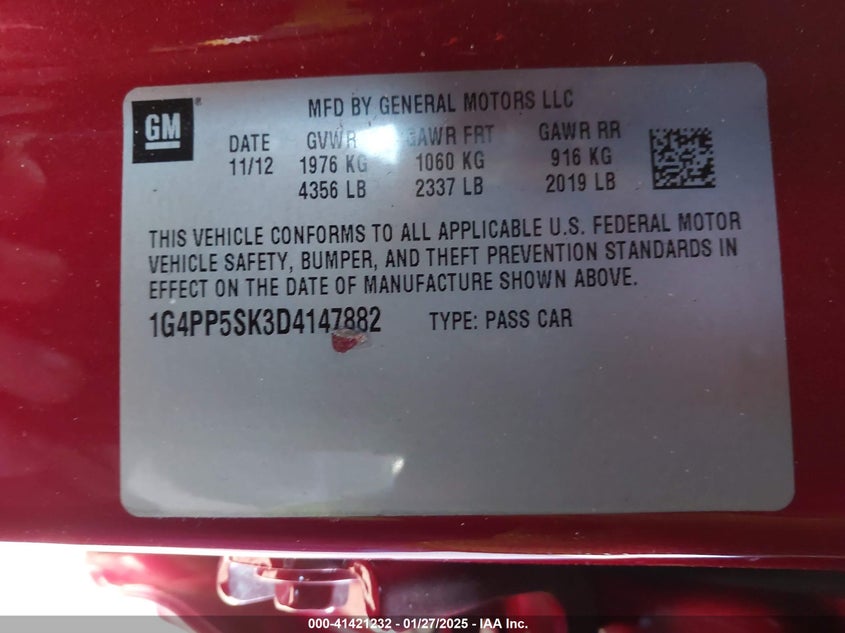 GM®
MFD BY GENERAL MOTORS LLC
DATE GVWR GAWR FRT GAWR RR
11/12 1976 KG 1060 KG 916 KG
4356 LB 2337 LB 2019 LB
THIS VEHICLE CONFORMS TO ALL APPLICABLE U.S. FEDERAL MOTOR
VEHICLE SAFETY, BUMPER, AND THEFT PREVENTION STANDARDS IN
EFFECT ON THE DATE OF MANUFACTURE SHOWN ABOVE.
1G4PP5SK3D4147882 TYPE: PASS CAR
000-41421232 - 01/27/2025 - IAA Inc.